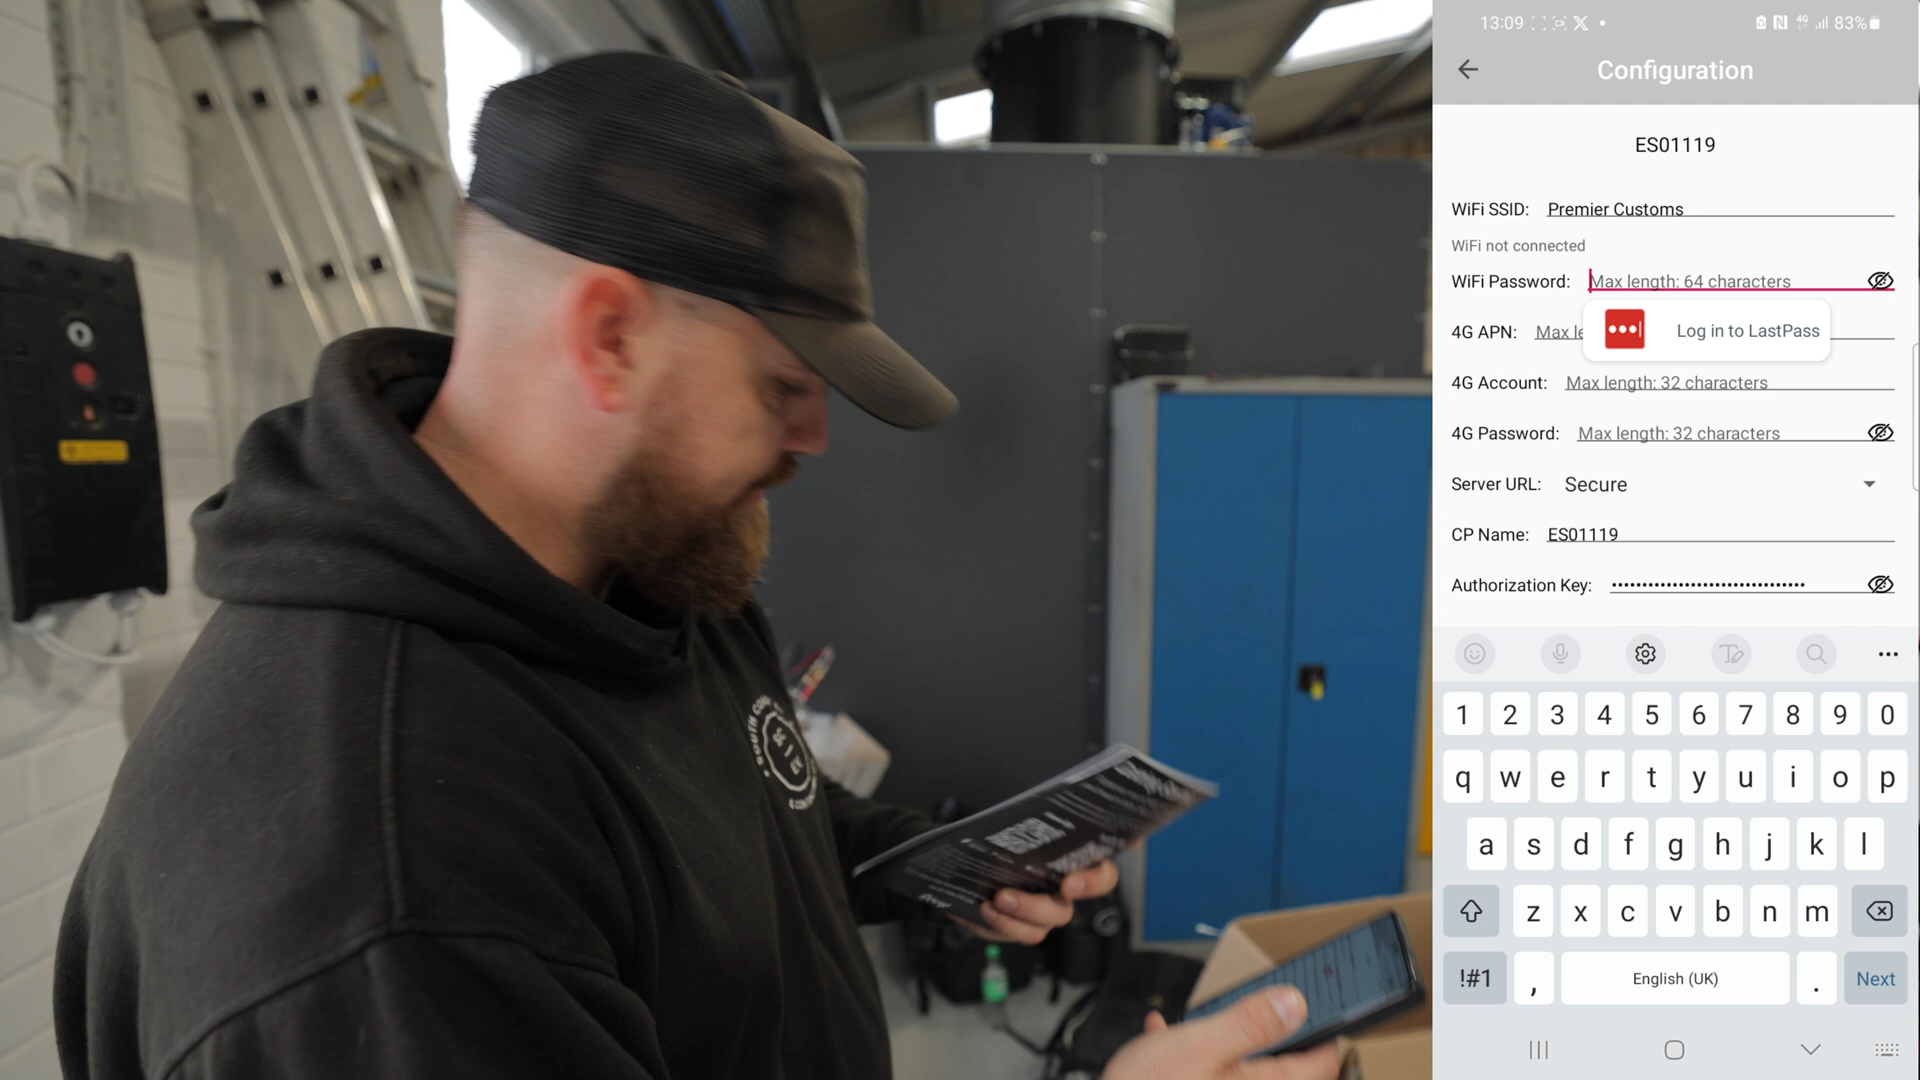 13:09
4G 83%
Configuration
ES01119
WiFi SSID: Premier Customs
WiFi not connected
WiFi Password: Max length: 64 characters
Log in to LastPass
4G APN: Max le
4G Account: Max length: 32 characters
4G Password: Max length: 32 characters
Server URL: Secure
CP Name: ES01119
Authorization Key: ••••••••••••••••••••••••••••••••
1 2 3 4 5 6 7 8 9 0
q w e r t y u i o p
a s d f g h j k l
z x c v b n m
!#1 , English (UK) . Next
SC
UK